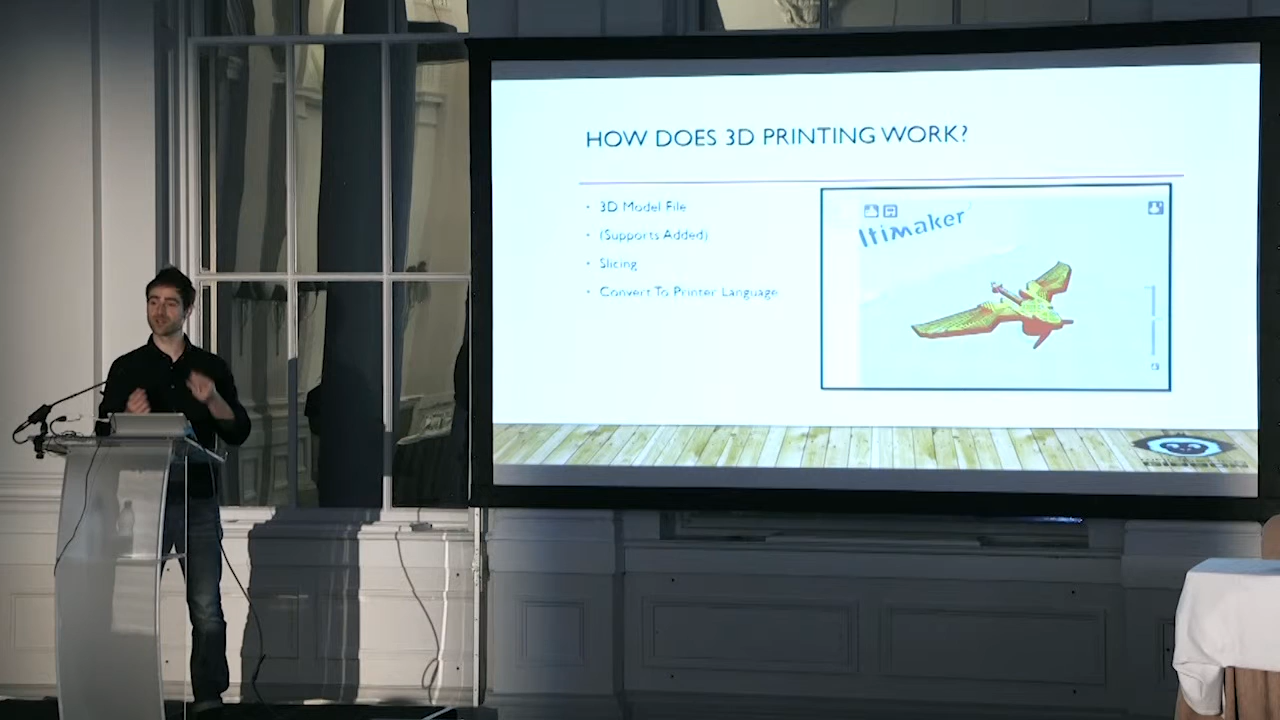 HOW DOES 3D PRINTING WORK?
• 3D Model File
• (Supports Added)
• Slicing
• Convert To Printer Language
ltimaker